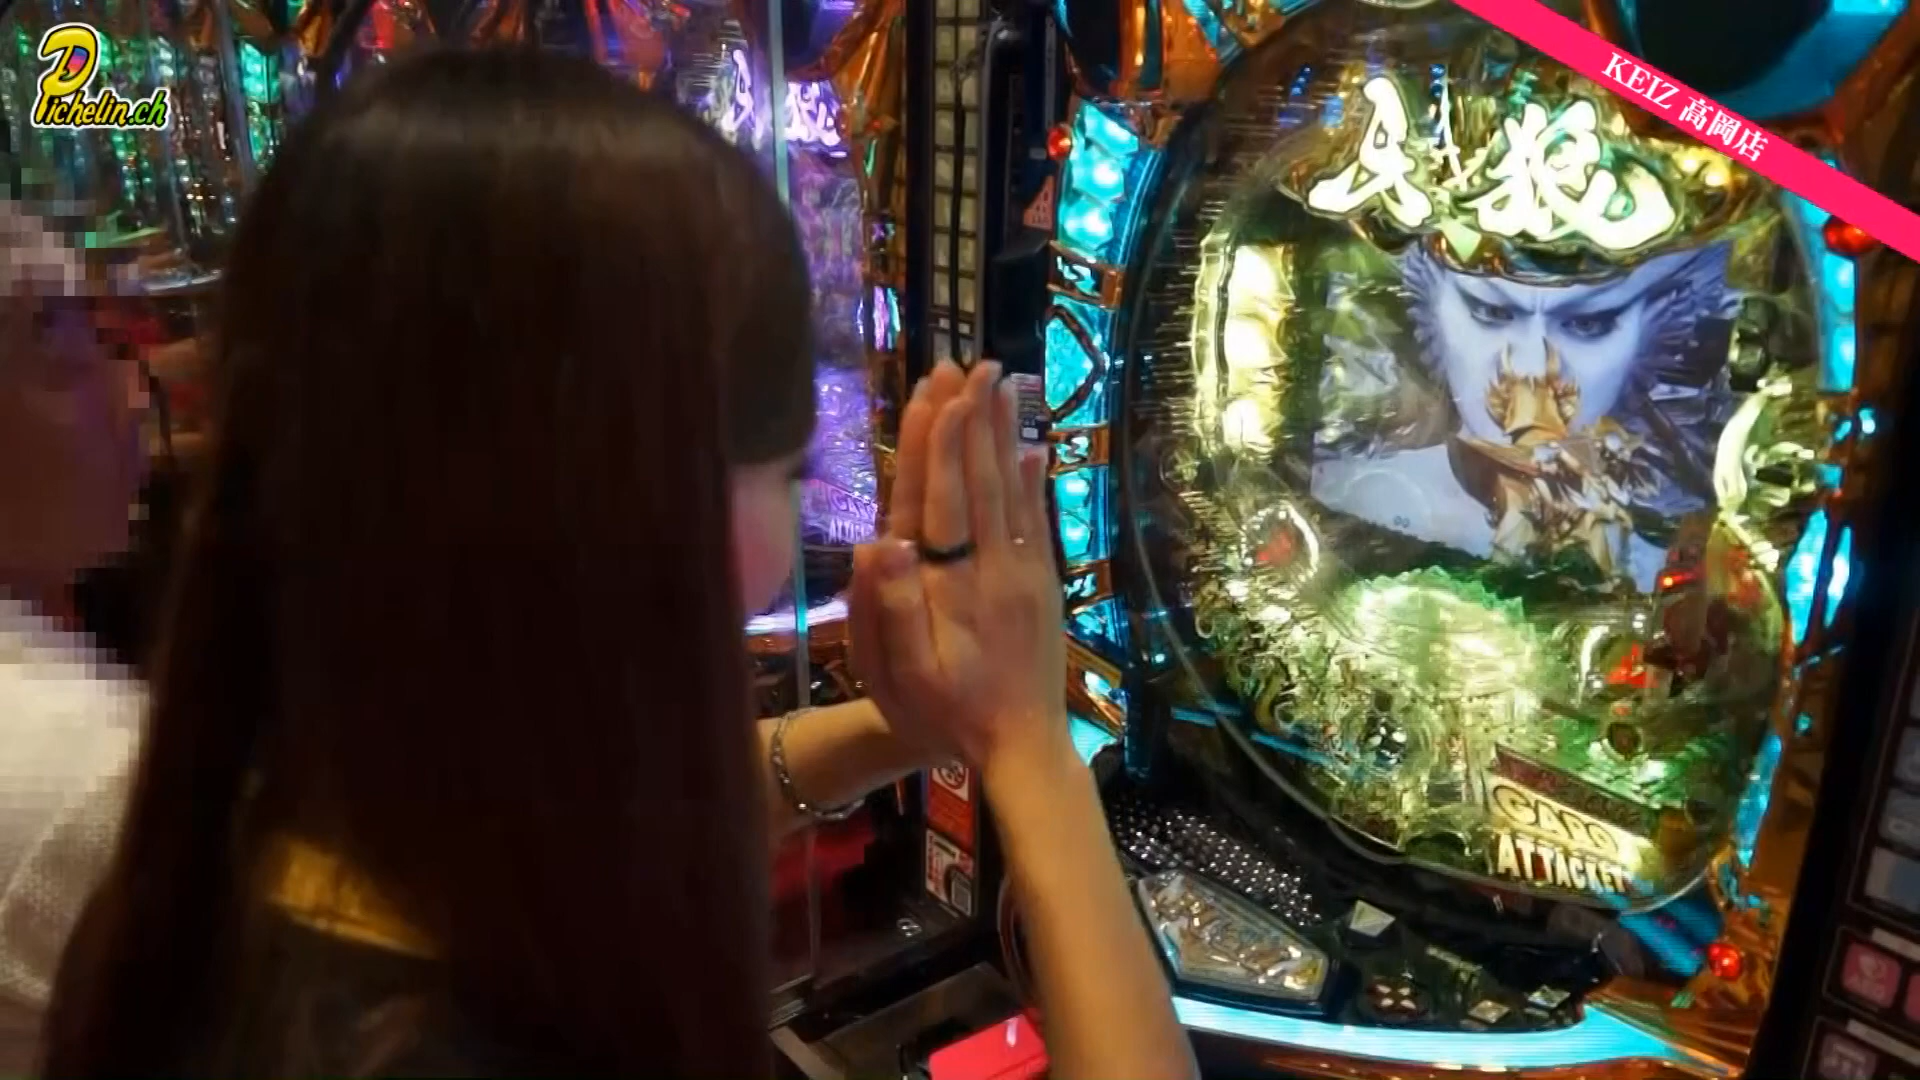 Pichelin.ch
KEIZ 高岡店
牙狼
GARO
ATTACKER